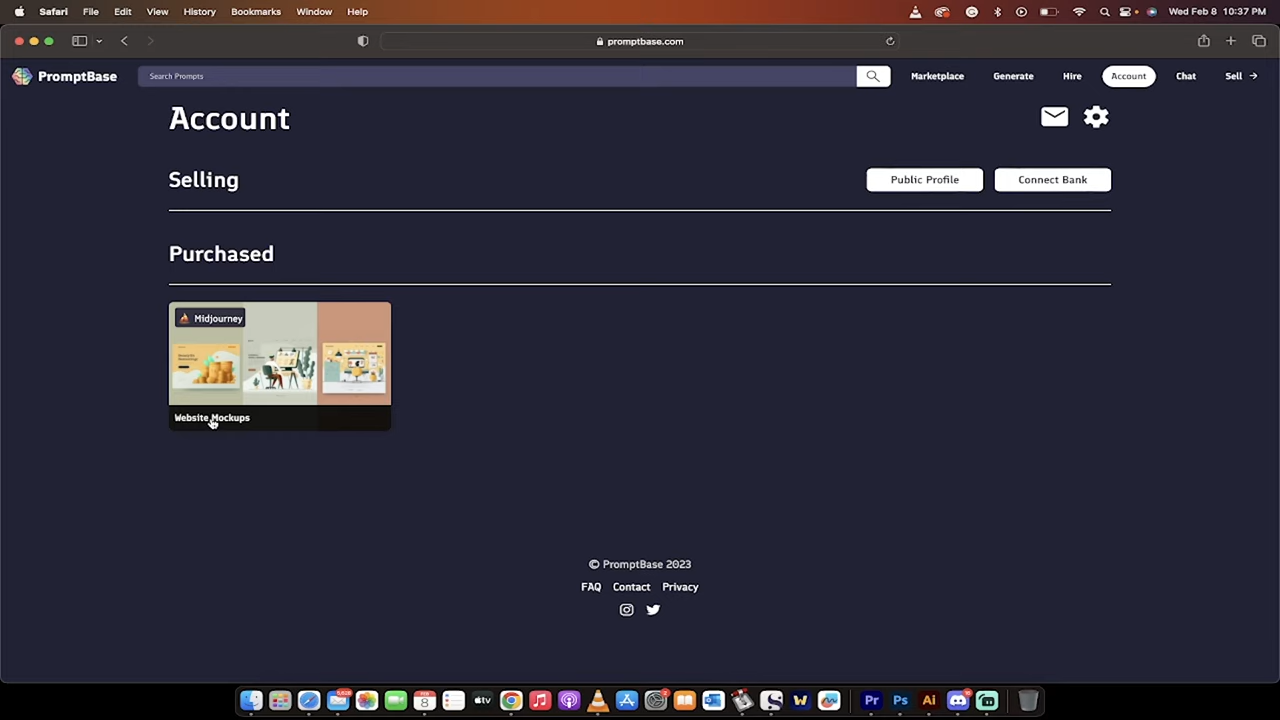 Safari File Edit View History Bookmarks Window Help Wed Feb 8 10:37 PM
promptbase.com
PromptBase Search Prompts Marketplace Generate Hire Account Chat Sell →
Account
Selling Public Profile Connect Bank
Purchased
Midjourney
Website Mockups
© PromptBase 2023
FAQ Contact Privacy